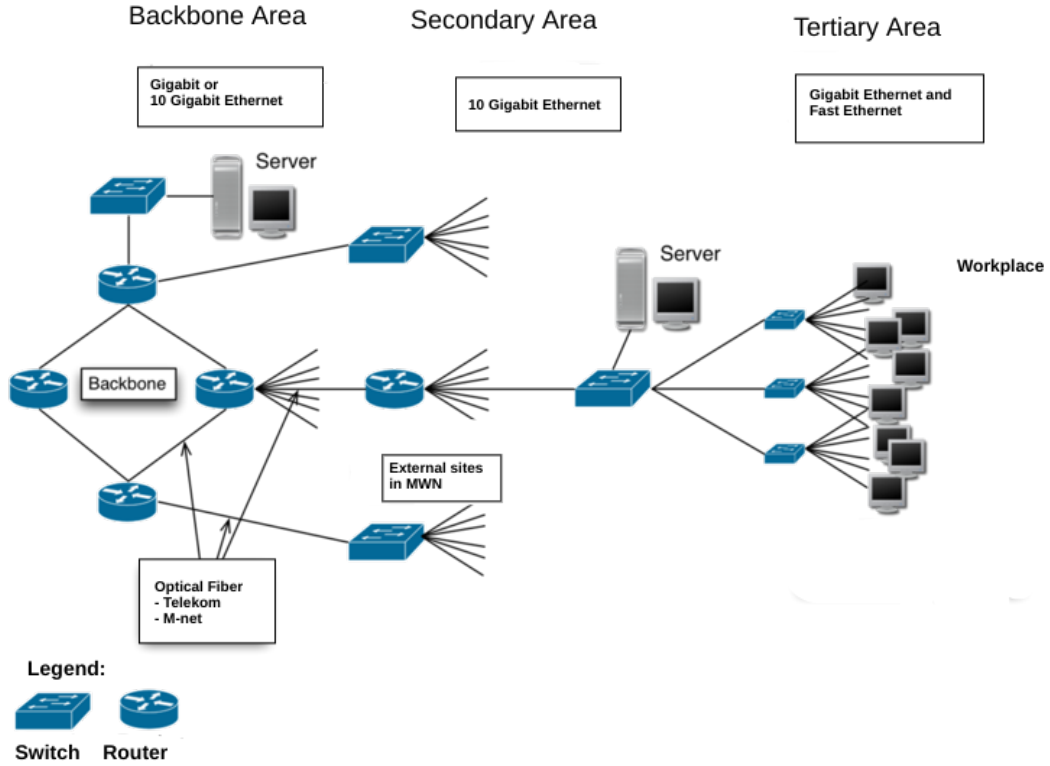 Backbone Area
Secondary Area
Tertiary Area
Gigabit or
10 Gigabit Ethernet
10 Gigabit Ethernet
Gigabit Ethernet and
Fast Ethernet
Server
Server
Workplace
Backbone
External sites
in MWN
Optical Fiber
- Telekom
- M-net
Legend:
Switch
Router